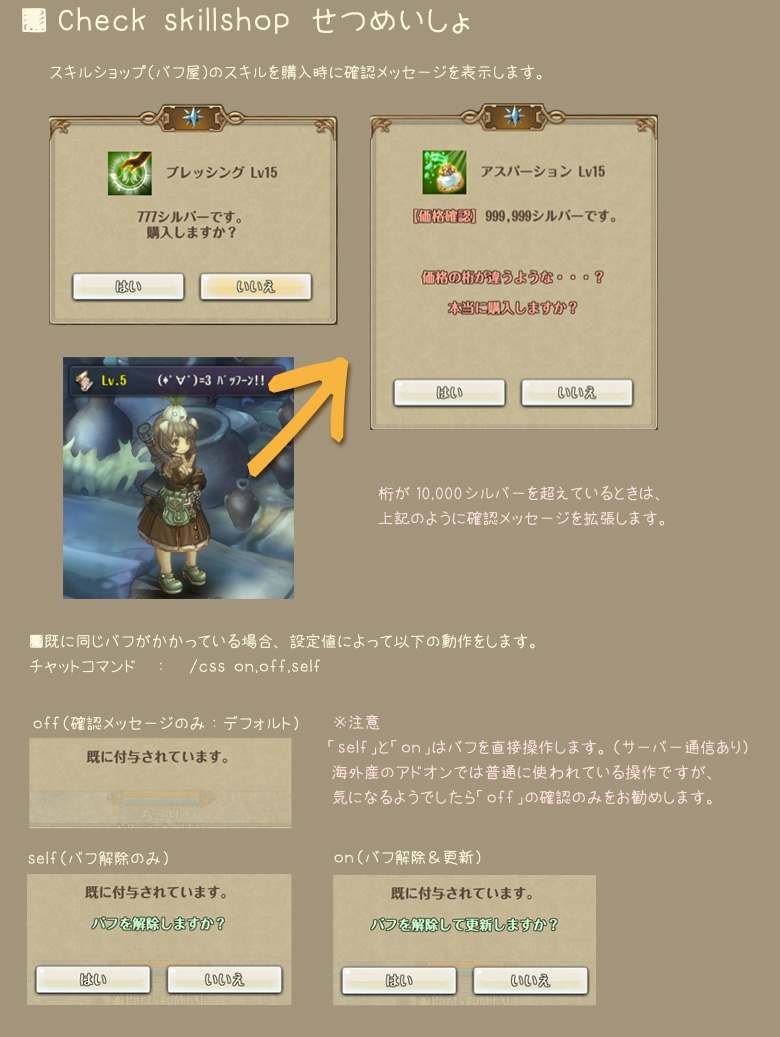 ■ Check skillshop せつめいしょ
スキルショップ(バフ屋)のスキルを購入時に確認メッセージを表示します。
ブレッシング Lv15
777シルバーです。
購入しますか？
はい いいえ
アスパーション Lv15
【価格確認】 999,999シルバーです。
価格の桁が違うような・・・？
本当に購入しますか？
はい いいえ
Lv.5 (*ﾟ∀ﾟ)=3 ﾊﾞｯﾌｰﾝ!!
桁が 10,000シルバーを超えているときは、
上記のように確認メッセージを拡張します。
■既に同じバフがかかっている場合、設定値によって以下の動作をします。
チャットコマンド ： /css on,off,self
off(確認メッセージのみ：デフォルト)
既に付与されています。
※注意
「self」と「on」はバフを直接操作します。(サーバー通信あり)
海外産のアドオンでは普通に使われている操作ですが、
気になるようでしたら「off」の確認のみをお勧めします。
self(バフ解除のみ)
既に付与されています。
バフを解除しますか？
はい いいえ
on(バフ解除＆更新)
既に付与されています。
バフを解除して更新しますか？
はい いいえ